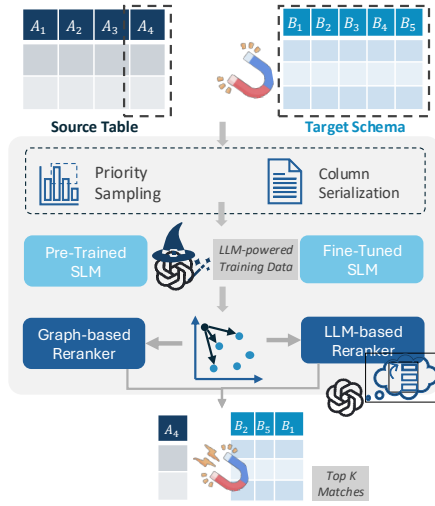 A1 A2 A3 A4
B1 B2 B3 B4 B5
Source Table
Target Schema
Priority
Sampling
Column
Serialization
Pre-Trained
SLM
LLM-powered
Training Data
Fine-Tuned
SLM
Graph-based
Reranker
LLM-based
Reranker
A4
B2 B5 B1
Top K
Matches